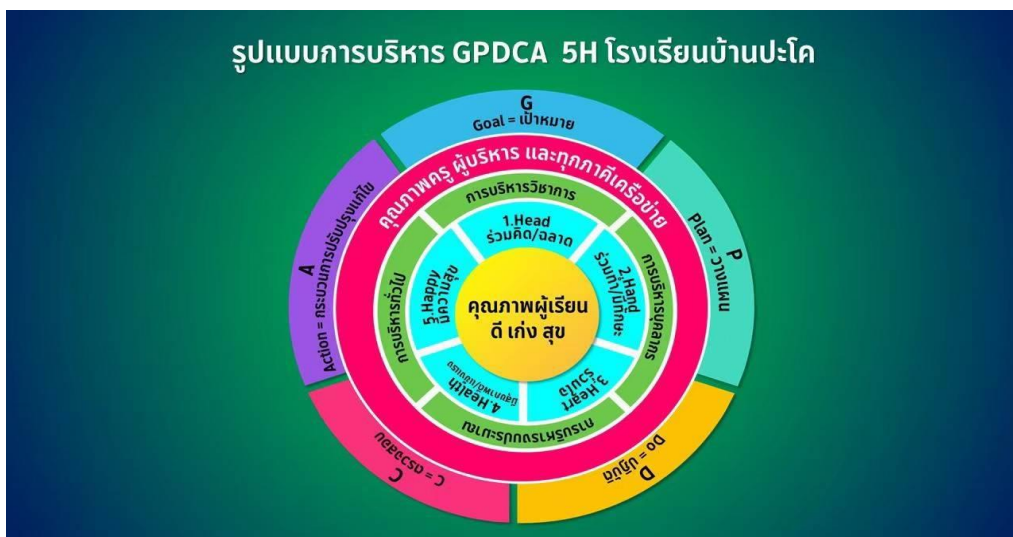 รูปแบบการบริหาร GPDCA 5H โรงเรียนบ้านปะโค
G
Goal = เป้าหมาย
P
Plan = วางแผน
D
Do = ปฏิบัติ
C
C = ตรวจสอบ
A
Action = กระบวนการปรับปรุงแก้ไข
คุณภาพครู ผู้บริหาร และทุกภาคีเครือข่าย
การบริหารวิชาการ
การบริหารบุคลากร
การบริหารงบประมาณ
การบริหารทั่วไป
1.Head
ร่วมคิด/ฉลาด
2.Hand
ร่วมทำ/มีทักษะ
3.Heart
รวมใจ
4.Health
มีสุขภาพดี/แข็งแรง
5.Happy
มีความสุข
คุณภาพผู้เรียน
ดี เก่ง สุข